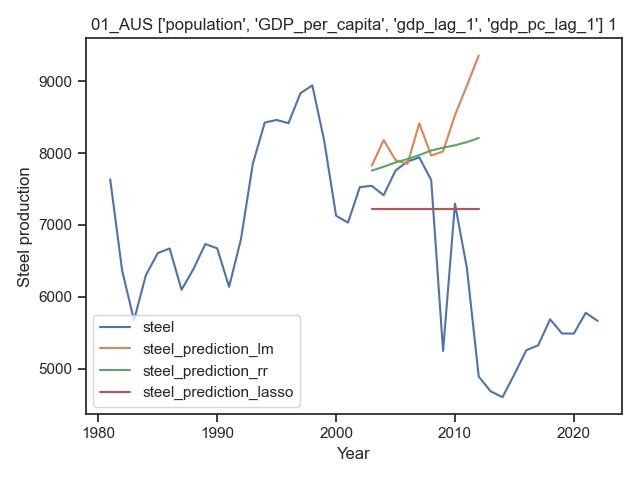 01_AUS ['population', 'GDP_per_capita', 'gdp_lag_1', 'gdp_pc_lag_1'] 1
9000
8000
7000
6000
5000
Steel production
steel
steel_prediction_lm
steel_prediction_rr
steel_prediction_lasso
1980
1990
2000
2010
2020
Year